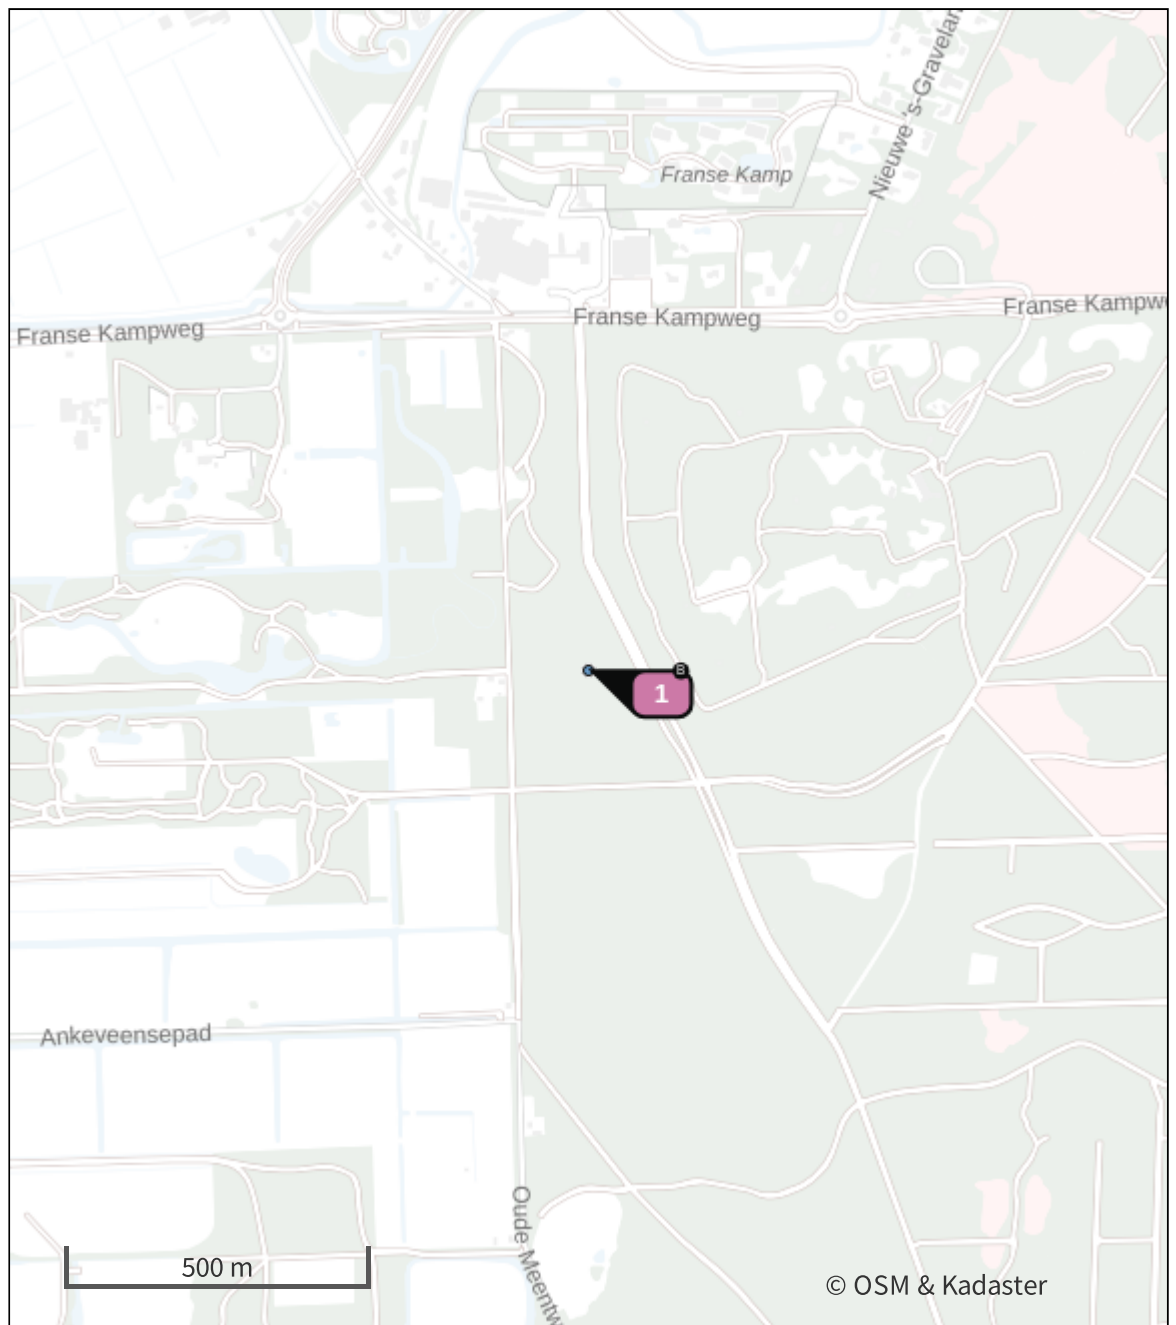 Nieuwe 's-Gravelan
Franse Kamp
Franse Kampweg
Franse Kampweg
Franse Kampw
B
1
Ankeveensepad
Oude Meentw
500 m
© OSM & Kadaster